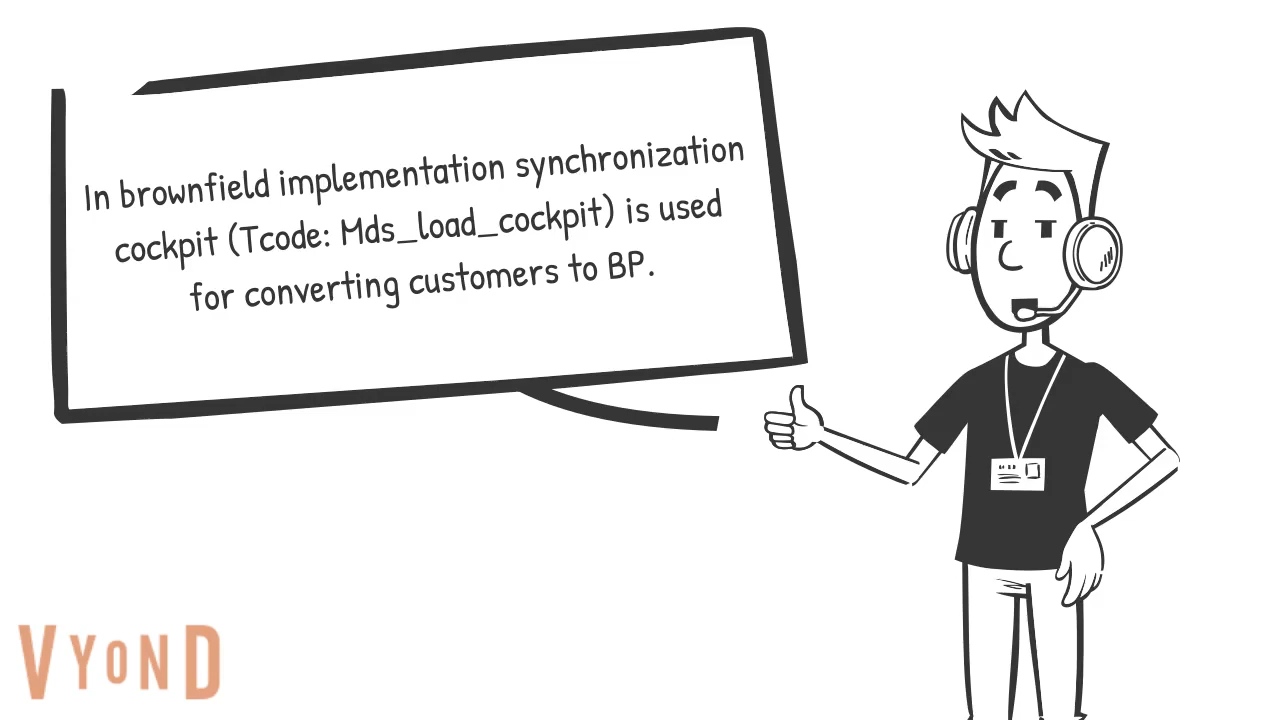 In brownfield implementation synchronization
cockpit (Tcode: Mds_load_cockpit) is used
for converting customers to BP.
VYOND